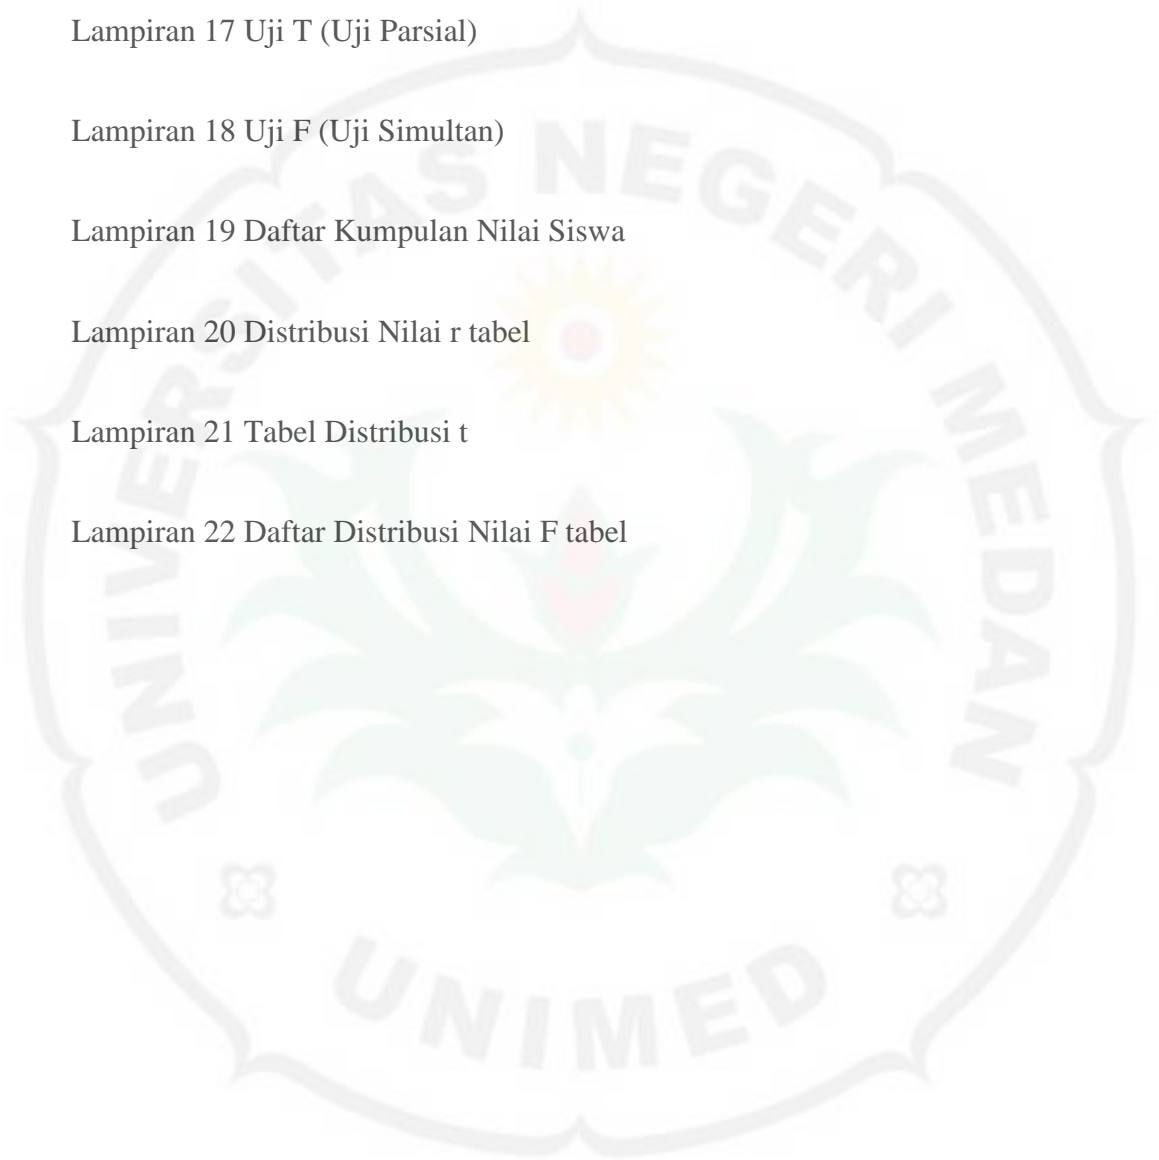 Lampiran 17 Uji T (Uji Parsial)
Lampiran 18 Uji F (Uji Simultan)
Lampiran 19 Daftar Kumpulan Nilai Siswa
Lampiran 20 Distribusi Nilai r tabel
Lampiran 21 Tabel Distribusi t
Lampiran 22 Daftar Distribusi Nilai F tabel
UNIVERSITAS NEGERI MEDAN
UNIMED